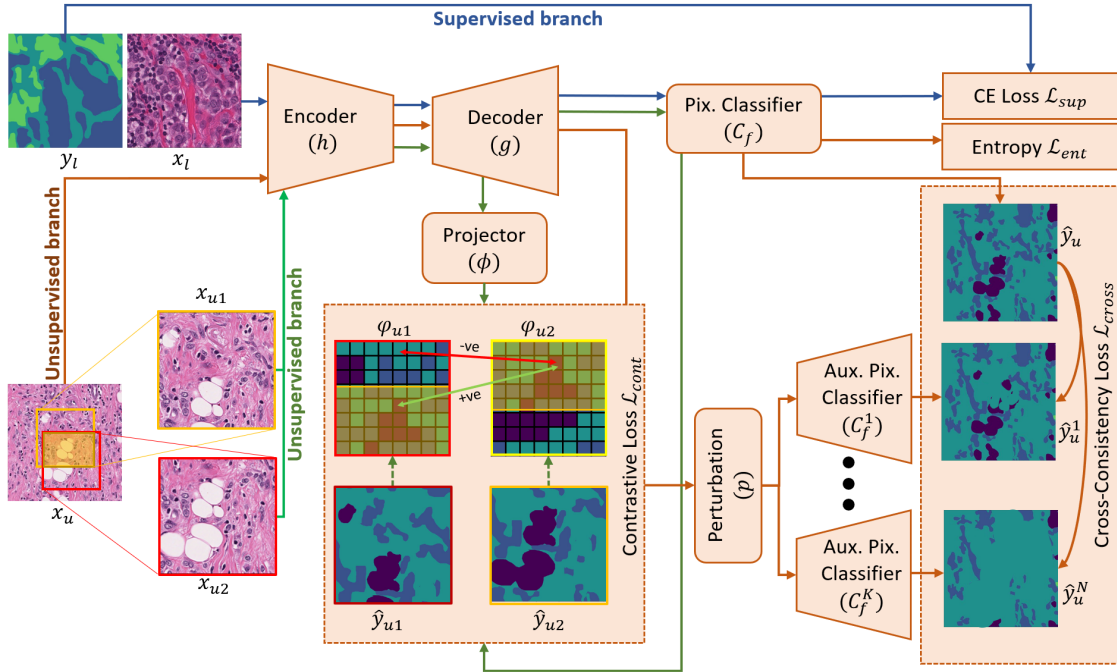 Supervised branch
y_l
x_l
Encoder
(h)
Decoder
(g)
Pix. Classifier
(C_f)
CE Loss ℒ_sup
Entropy ℒ_ent
Unsupervised branch
Unsupervised branch
Projector
(ϕ)
x_u1
x_u
x_u2
φ_u1
φ_u2
-ve
+ve
ŷ_u1
ŷ_u2
Contrastive Loss ℒ_cont
Perturbation
(p)
Aux. Pix.
Classifier
(C_f^1)
Aux. Pix.
Classifier
(C_f^K)
ŷ_u
ŷ_u^1
ŷ_u^N
Cross-Consistency Loss ℒ_cross